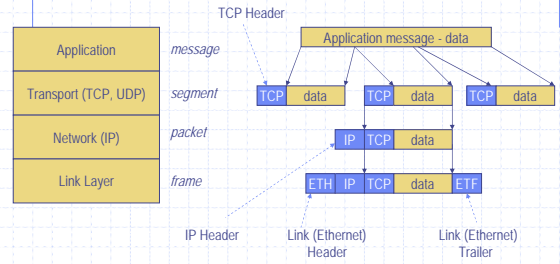 TCP Header
Application message - data
Application
message
Transport (TCP, UDP)
segment
TCP data
TCP data
TCP data
Network (IP)
packet
IP TCP data
Link Layer
frame
ETH IP TCP data ETF
IP Header
Link (Ethernet)
Header
Link (Ethernet)
Trailer